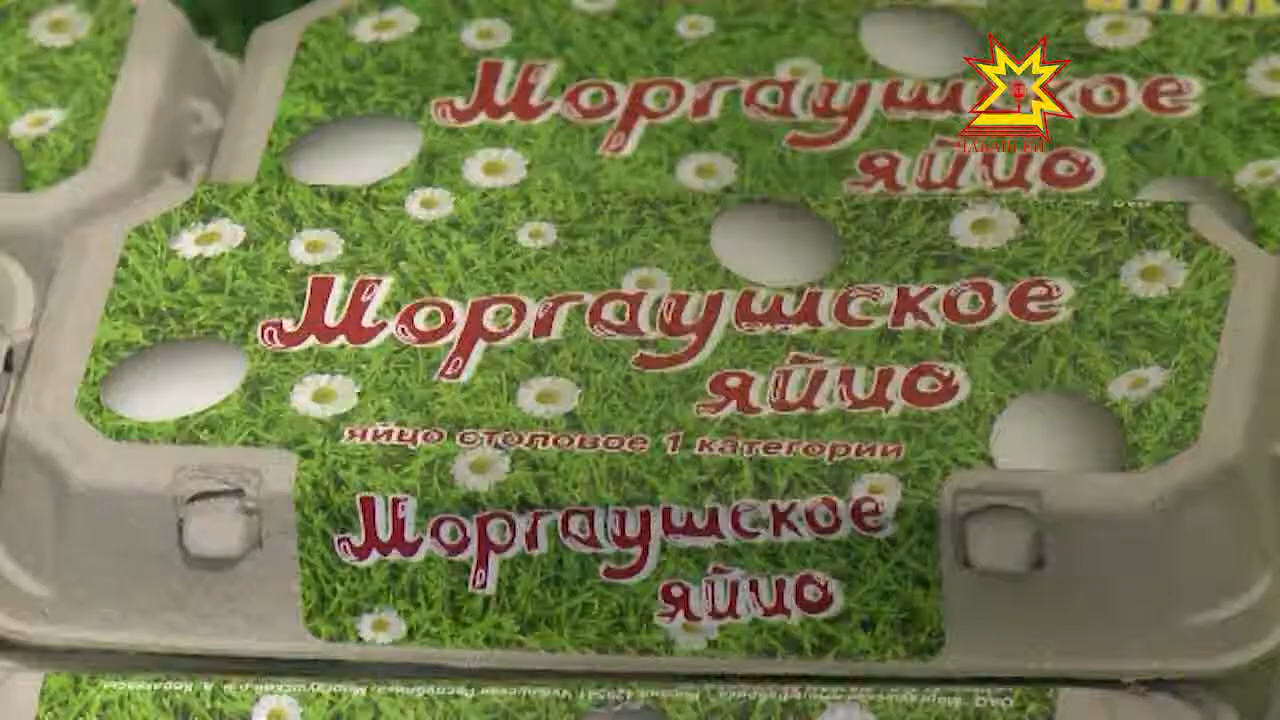 Моргаушское
яйцо
Моргаушское
яйцо
яйцо столовое 1 категории
Моргаушское
яйцо